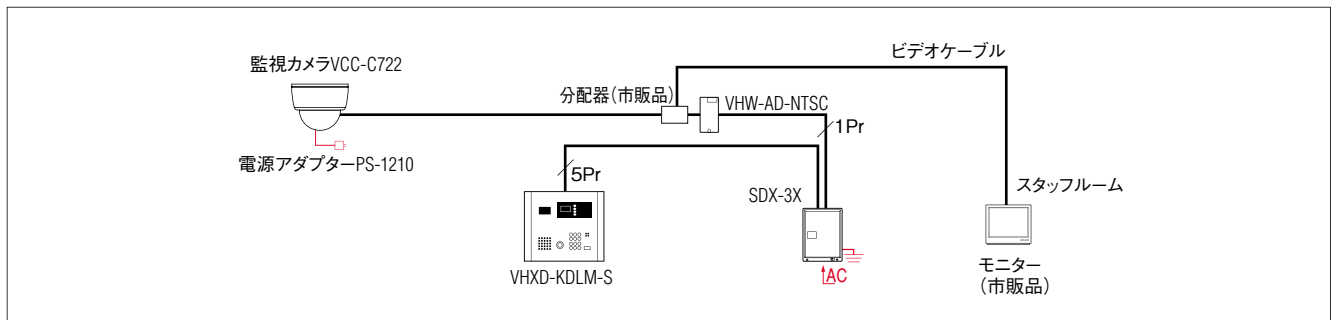 ビデオケーブル
監視カメラVCC-C722
分配器(市販品)
VHW-AD-NTSC
1Pr
電源アダプターPS-1210
5Pr
スタッフルーム
SDX-3X
VHXD-KDLM-S
AC
モニター
(市販品)